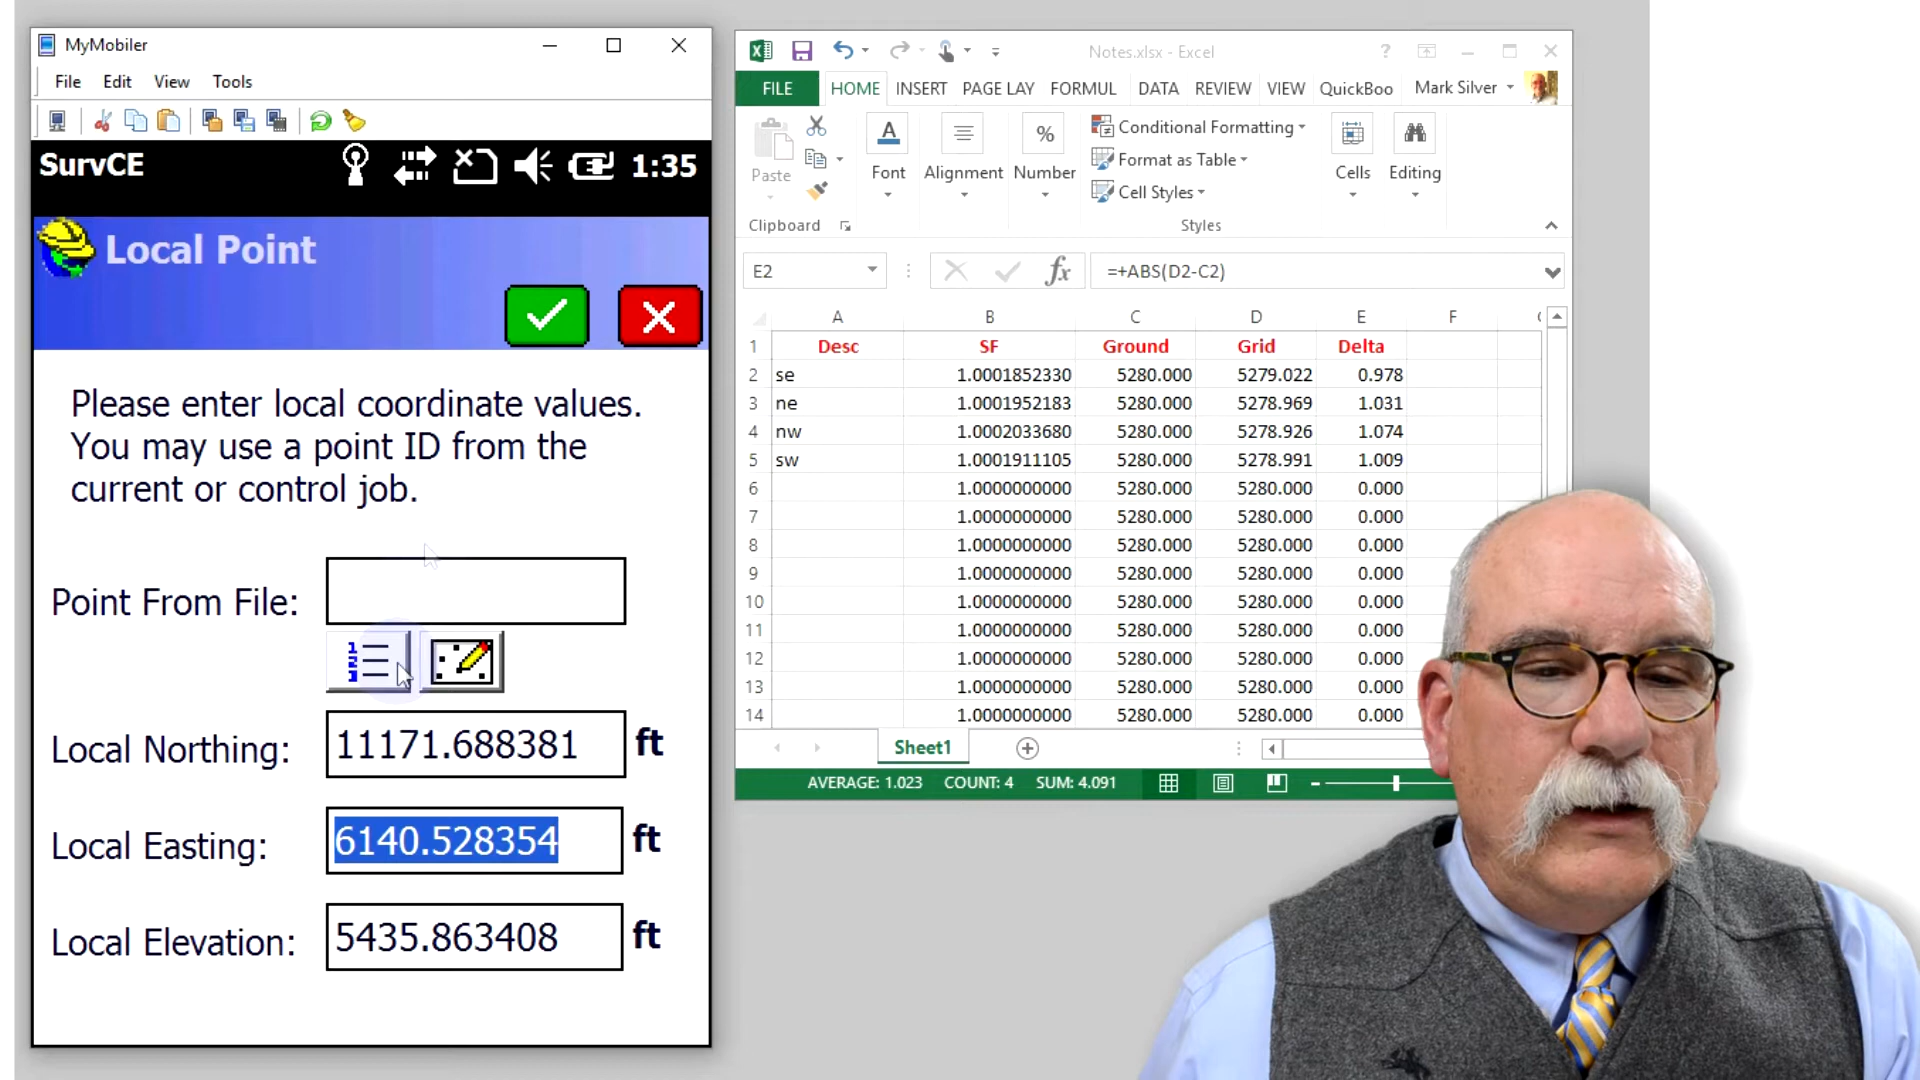 MyMobiler
File Edit View Tools
SurvCE 1:35
Local Point
Please enter local coordinate values.
You may use a point ID from the
current or control job.
Point From File:
Local Northing: 11171.688381 ft
Local Easting: 6140.528354 ft
Local Elevation: 5435.863408 ft
Notes.xlsx - Excel
FILE HOME INSERT PAGE LAY FORMUL DATA REVIEW VIEW QuickBoo Mark Silver
Paste Font Alignment Number Conditional Formatting Cells Editing
Format as Table
Cell Styles
Clipboard Styles
E2 fx =+ABS(D2-C2)
A B C D E F
1 Desc SF Ground Grid Delta
2 se 1.0001852330 5280.000 5279.022 0.978
3 ne 1.0001952183 5280.000 5278.969 1.031
4 nw 1.0002033680 5280.000 5278.926 1.074
5 sw 1.0001911105 5280.000 5278.991 1.009
6 1.0000000000 5280.000 5280.000 0.000
7 1.0000000000 5280.000 5280.000 0.000
8 1.0000000000 5280.000 5280.000 0.000
9 1.0000000000 5280.000 5280.000 0.000
10 1.0000000000 5280.000 5280.000 0.000
11 1.0000000000 5280.000 5280.000 0.000
12 1.0000000000 5280.000 5280.000 0.000
13 1.0000000000 5280.000 5280.000 0.000
14 1.0000000000 5280.000 5280.000 0.000
Sheet1
AVERAGE: 1.023 COUNT: 4 SUM: 4.091